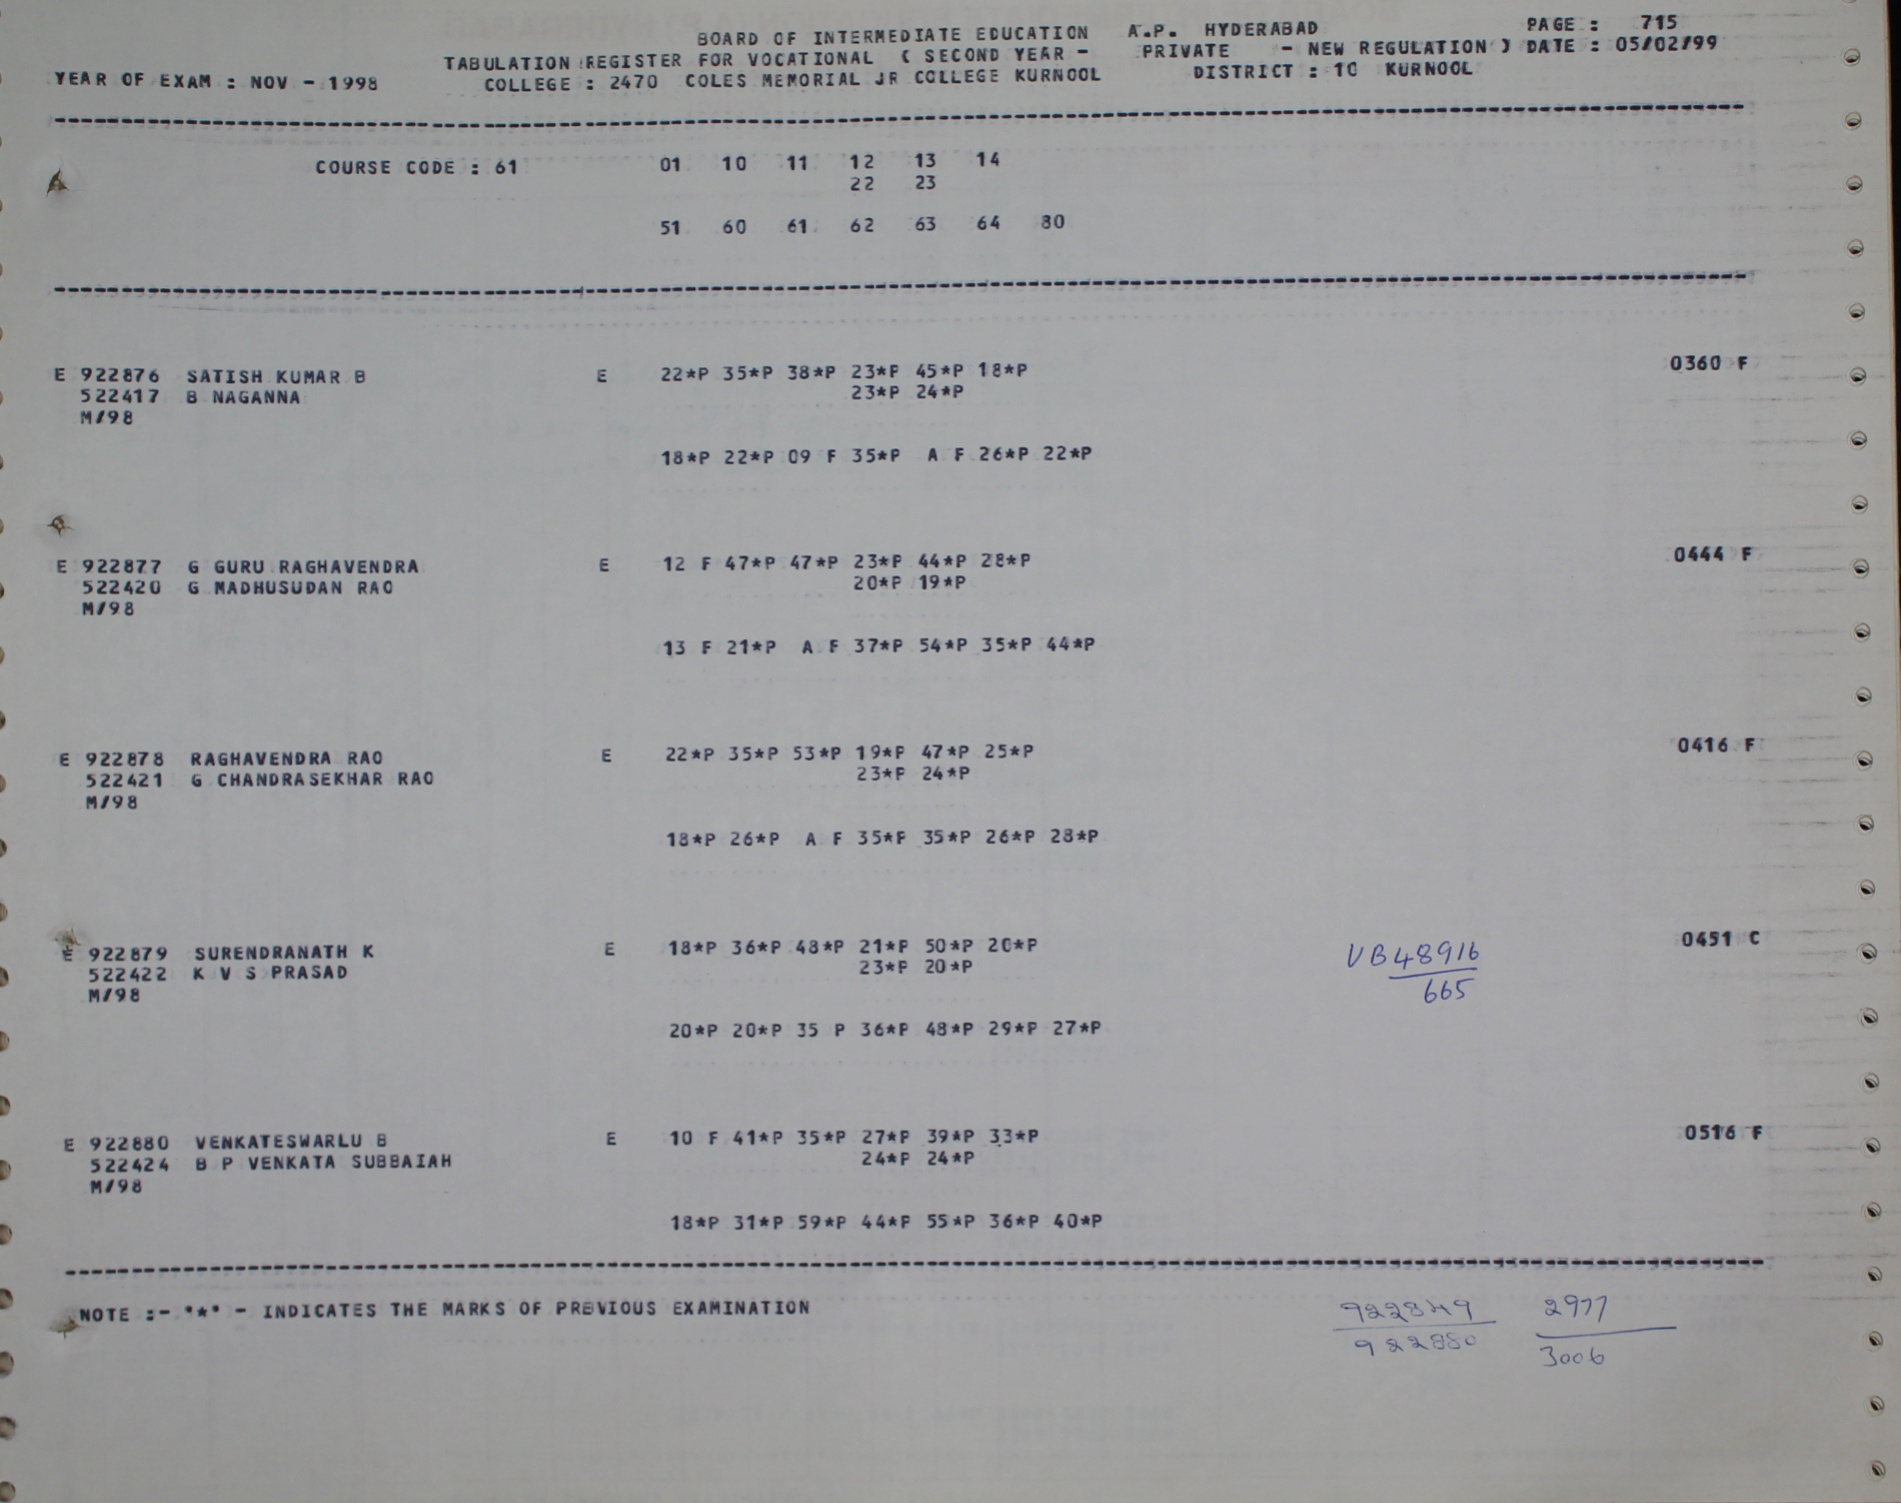 BOARD OF INTERMEDIATE EDUCATION A.P. HYDERABAD PAGE : 715
TABULATION REGISTER FOR VOCATIONAL ( SECOND YEAR - PRIVATE - NEW REGULATION ) DATE : 05/02/99
YEAR OF EXAM : NOV - 1998 COLLEGE : 2470 COLES MEMORIAL JR COLLEGE KURNOOL DISTRICT : 10 KURNOOL
COURSE CODE : 61 01 10 11 12 13 14
22 23
51 60 61 62 63 64 80
E 922876 SATISH KUMAR B E 22*P 35*P 38*P 23*P 45*P 18*P 0360 F
522417 B NAGANNA 23*P 24*P
M/98
18*P 22*P 09 F 35*P A F 26*P 22*P
E 922877 G GURU RAGHAVENDRA E 12 F 47*P 47*P 23*P 44*P 28*P 0444 F
522420 G MADHUSUDAN RAO 20*P 19*P
M/98
13 F 21*P A F 37*P 54*P 35*P 44*P
E 922878 RAGHAVENDRA RAO E 22*P 35*P 53*P 19*P 47*P 25*P 0416 F
522421 G CHANDRASEKHAR RAO 23*P 24*P
M/98
18*P 26*P A F 35*P 35*P 26*P 28*P
E 922879 SURENDRANATH K E 18*P 36*P 48*P 21*P 50*P 20*P VB48916 0451 C
522422 K V S PRASAD 23*P 20*P 665
M/98
20*P 20*P 35 P 36*P 48*P 29*P 27*P
E 922880 VENKATESWARLU B E 10 F 41*P 35*P 27*P 39*P 33*P 0516 F
522424 B P VENKATA SUBBAIAH 24*P 24*P
M/98
18*P 31*P 59*P 44*P 55*P 36*P 40*P
NOTE :- "*" - INDICATES THE MARKS OF PREVIOUS EXAMINATION 922849 2977
922880 3006